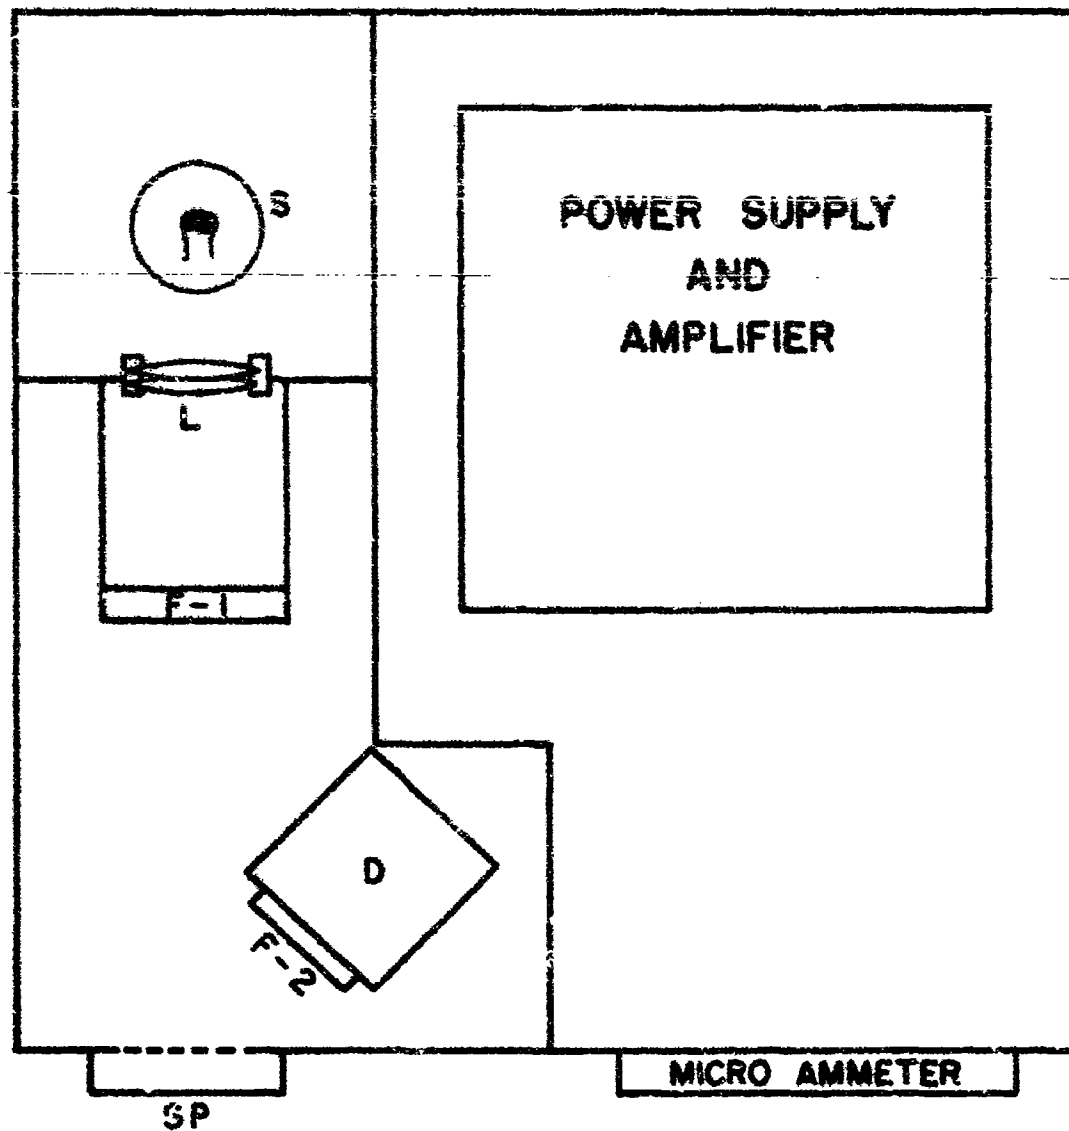 S
POWER SUPPLY
AND
AMPLIFIER
L
F-1
D
F-2
MICRO AMMETER
SP